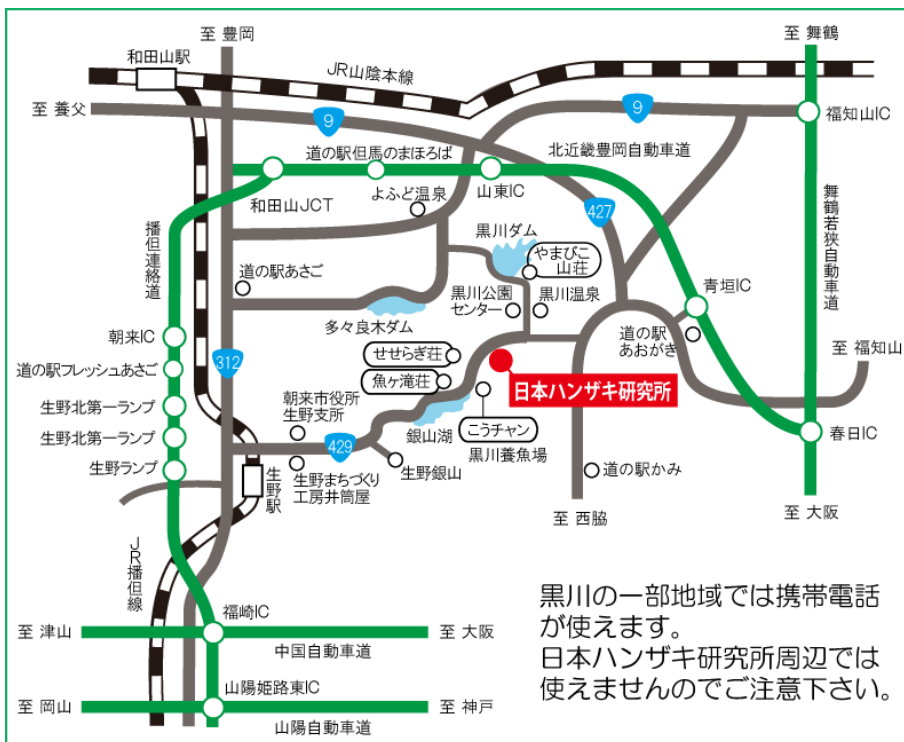 至 豊岡
至 舞鶴
和田山駅
JR山陰本線
至 養父
9
9
福知山IC
道の駅但馬のまほろば
北近畿豊岡自動車道
よふど温泉
山東IC
和田山JCT
427
舞鶴若狭自動車道
播但連絡道
黒川ダム
やまびこ
山荘
道の駅あさご
黒川公園
センター
黒川温泉
青垣IC
多々良木ダム
道の駅
あおがき
朝来IC
至 福知山
312
せせらぎ荘
道の駅フレッシュあさご
魚ヶ滝荘
日本ハンザキ研究所
生野北第一ランプ
朝来市役所
生野支所
銀山湖
こうチャン
黒川養魚場
生野北第一ランプ
429
春日IC
生野ランプ
生野駅
生野まちづくり
工房井筒屋
生野銀山
道の駅かみ
至 西脇
至 大阪
JR播但線
福崎IC
至 津山
至 大阪
中国自動車道
山陽姫路東IC
至 岡山
至 神戸
山陽自動車道
黒川の一部地域では携帯電話
が使えます。
日本ハンザキ研究所周辺では
使えませんのでご注意下さい。